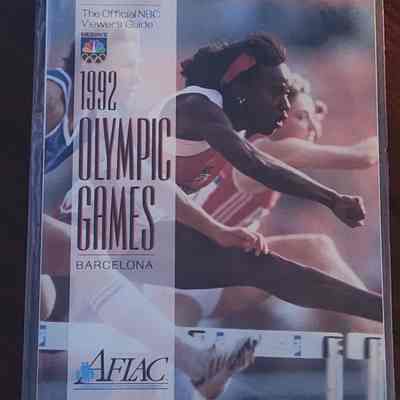 The Official NBC
Viewer's Guide
1992
OLYMPIC
GAMES
BARCELONA
AFLAC